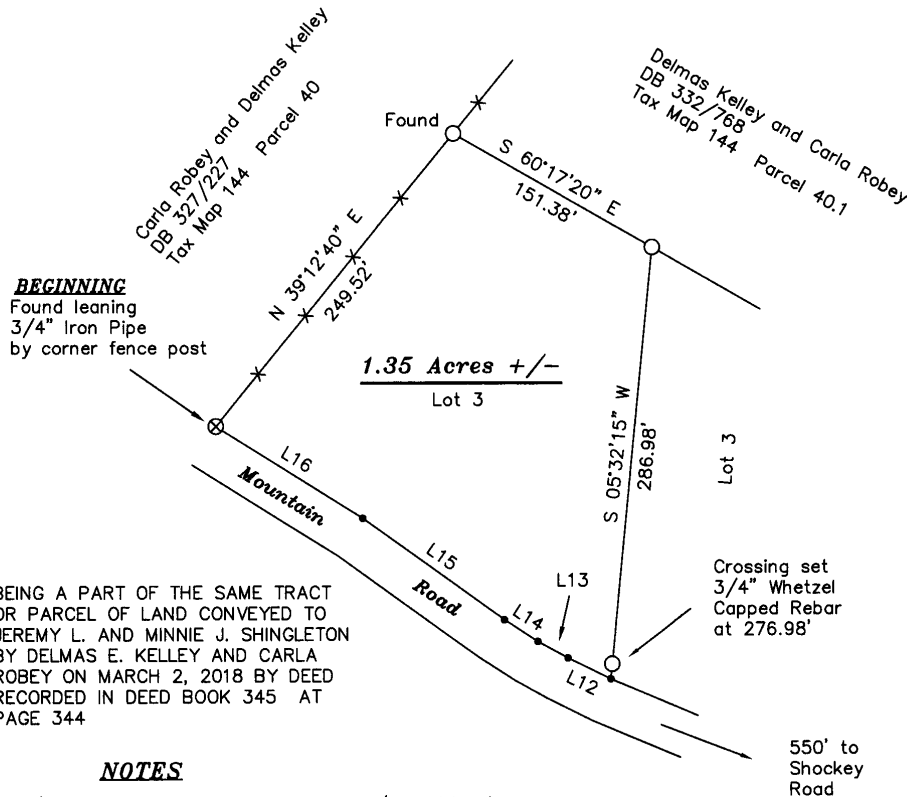 Carla Robey and Delmas Kelley
DB 327/227
Tax Map 144 Parcel 40
Delmas Kelley and Carla Robey
DB 332/768
Tax Map 144 Parcel 40.1
Found
S 60°17'20" E
151.38'
N 39°12'40" E
249.52'
BEGINNING
Found leaning
3/4" Iron Pipe
by corner fence post
1.35 Acres +/-
Lot 3
S 05°32'15" W
286.98'
Lot 3
L16
Mountain
L15
Road
L14
L13
L12
Crossing set
3/4" Whetzel
Capped Rebar
at 276.98'
BEING A PART OF THE SAME TRACT
OR PARCEL OF LAND CONVEYED TO
JEREMY L. AND MINNIE J. SHINGLETON
BY DELMAS E. KELLEY AND CARLA
ROBEY ON MARCH 2, 2018 BY DEED
RECORDED IN DEED BOOK 345 AT
PAGE 344
550' to
Shockey
Road
NOTES